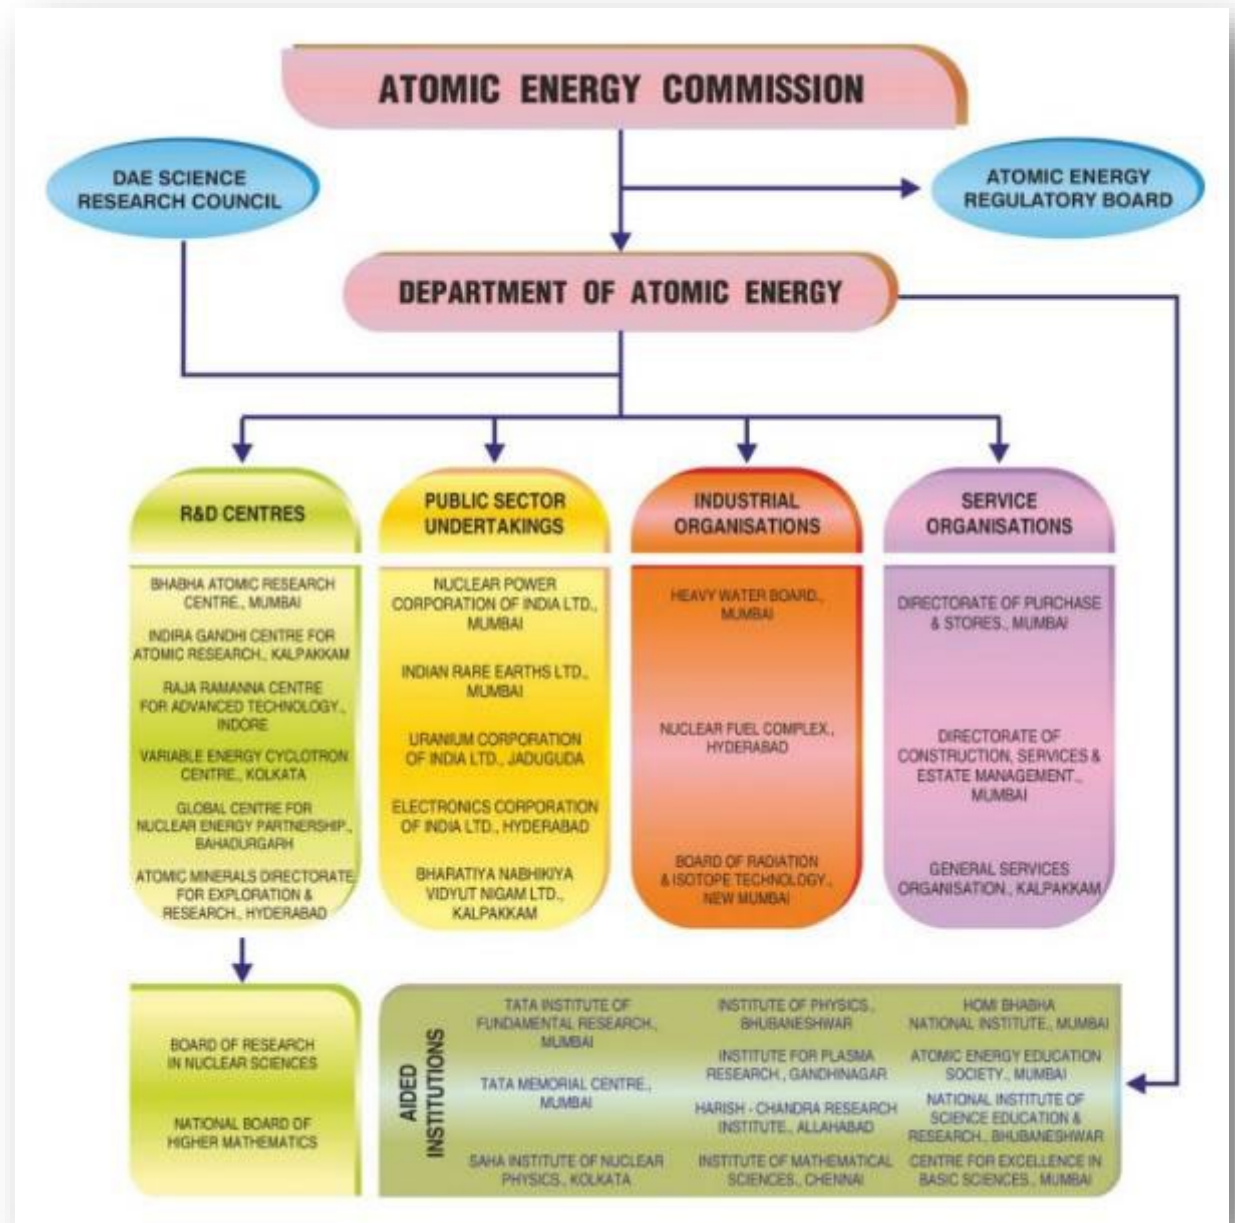 ATOMIC ENERGY COMMISSION
DAE SCIENCE
RESEARCH COUNCIL
ATOMIC ENERGY
REGULATORY BOARD
DEPARTMENT OF ATOMIC ENERGY
R&D CENTRES
BHABHA ATOMIC RESEARCH
CENTRE., MUMBAI
INDIRA GANDHI CENTRE FOR
ATOMIC RESEARCH., KALPAKKAM
RAJA RAMANNA CENTRE
FOR ADVANCED TECHNOLOGY.,
INDORE
VARIABLE ENERGY CYCLOTRON
CENTRE., KOLKATA
GLOBAL CENTRE FOR
NUCLEAR ENERGY PARTNERSHIP.,
BAHADURGARH
ATOMIC MINERALS DIRECTORATE
FOR EXPLORATION &
RESEARCH., HYDERABAD
PUBLIC SECTOR
UNDERTAKINGS
NUCLEAR POWER
CORPORATION OF INDIA LTD.,
MUMBAI
INDIAN RARE EARTHS LTD.,
MUMBAI
URANIUM CORPORATION
OF INDIA LTD., JADUGUDA
ELECTRONICS CORPORATION
OF INDIA LTD., HYDERABAD
BHARATIYA NABHIKIYA
VIDYUT NIGAM LTD.,
KALPAKKAM
INDUSTRIAL
ORGANISATIONS
HEAVY WATER BOARD.,
MUMBAI
NUCLEAR FUEL COMPLEX.,
HYDERABAD
BOARD OF RADIATION
& ISOTOPE TECHNOLOGY.,
NEW MUMBAI
SERVICE
ORGANISATIONS
DIRECTORATE OF PURCHASE
& STORES., MUMBAI
DIRECTORATE OF
CONSTRUCTION, SERVICES &
ESTATE MANAGEMENT.,
MUMBAI
GENERAL SERVICES
ORGANISATION., KALPAKKAM
BOARD OF RESEARCH
IN NUCLEAR SCIENCES
NATIONAL BOARD OF
HIGHER MATHEMATICS
AIDED
INSTITUTIONS
TATA INSTITUTE OF
FUNDAMENTAL RESEARCH.,
MUMBAI
TATA MEMORIAL CENTRE.,
MUMBAI
SAHA INSTITUTE OF NUCLEAR
PHYSICS., KOLKATA
INSTITUTE OF PHYSICS.,
BHUBANESHWAR
INSTITUTE FOR PLASMA
RESEARCH., GANDHINAGAR
HARISH - CHANDRA RESEARCH
INSTITUTE., ALLAHABAD
INSTITUTE OF MATHEMATICAL
SCIENCES., CHENNAI
HOMI BHABHA
NATIONAL INSTITUTE., MUMBAI
ATOMIC ENERGY EDUCATION
SOCIETY., MUMBAI
NATIONAL INSTITUTE OF
SCIENCE EDUCATION &
RESEARCH., BHUBANESHWAR
CENTRE FOR EXCELLENCE IN
BASIC SCIENCES., MUMBAI